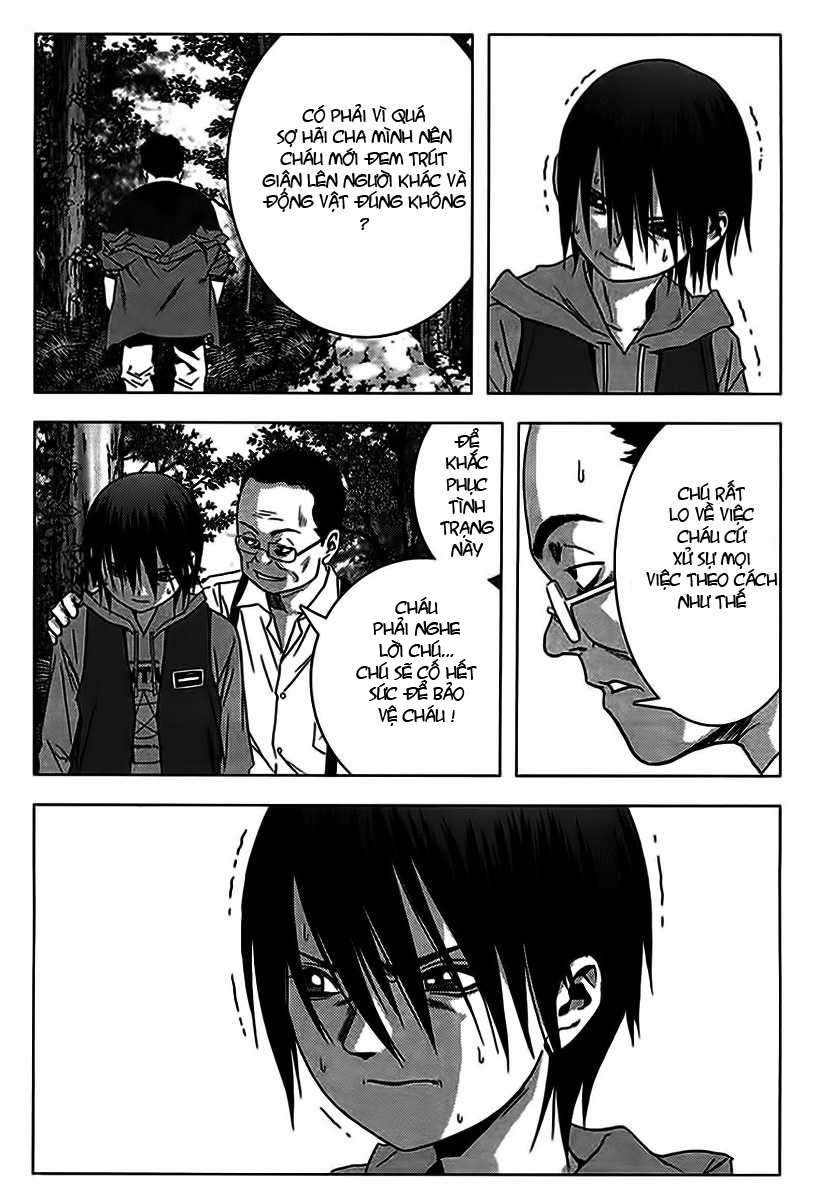 CÓ PHẢI VÌ QUÁ
SỢ HÃI CHA MÌNH NÊN
CHÁU MỚI ĐEM TRÚT
GIÂN LÊN NGƯỜI KHÁC VÀ
ĐỘNG VẬT ĐÚNG KHÔNG
?
CHÚ RẤT
LO VỀ VIỆC
CHÁU CỨ
XỬ SỰ MỌI
VIỆC THEO CÁCH
NHƯ THẾ
ĐỂ
KHẮC
PHỤC
TÌNH
TRẠNG
NÀY
CHÁU
PHẢI NGHE
LỜI CHÚ...
CHÚ SẼ CỐ HẾT
SỨC ĐỂ BẢO
VỆ CHÁU !